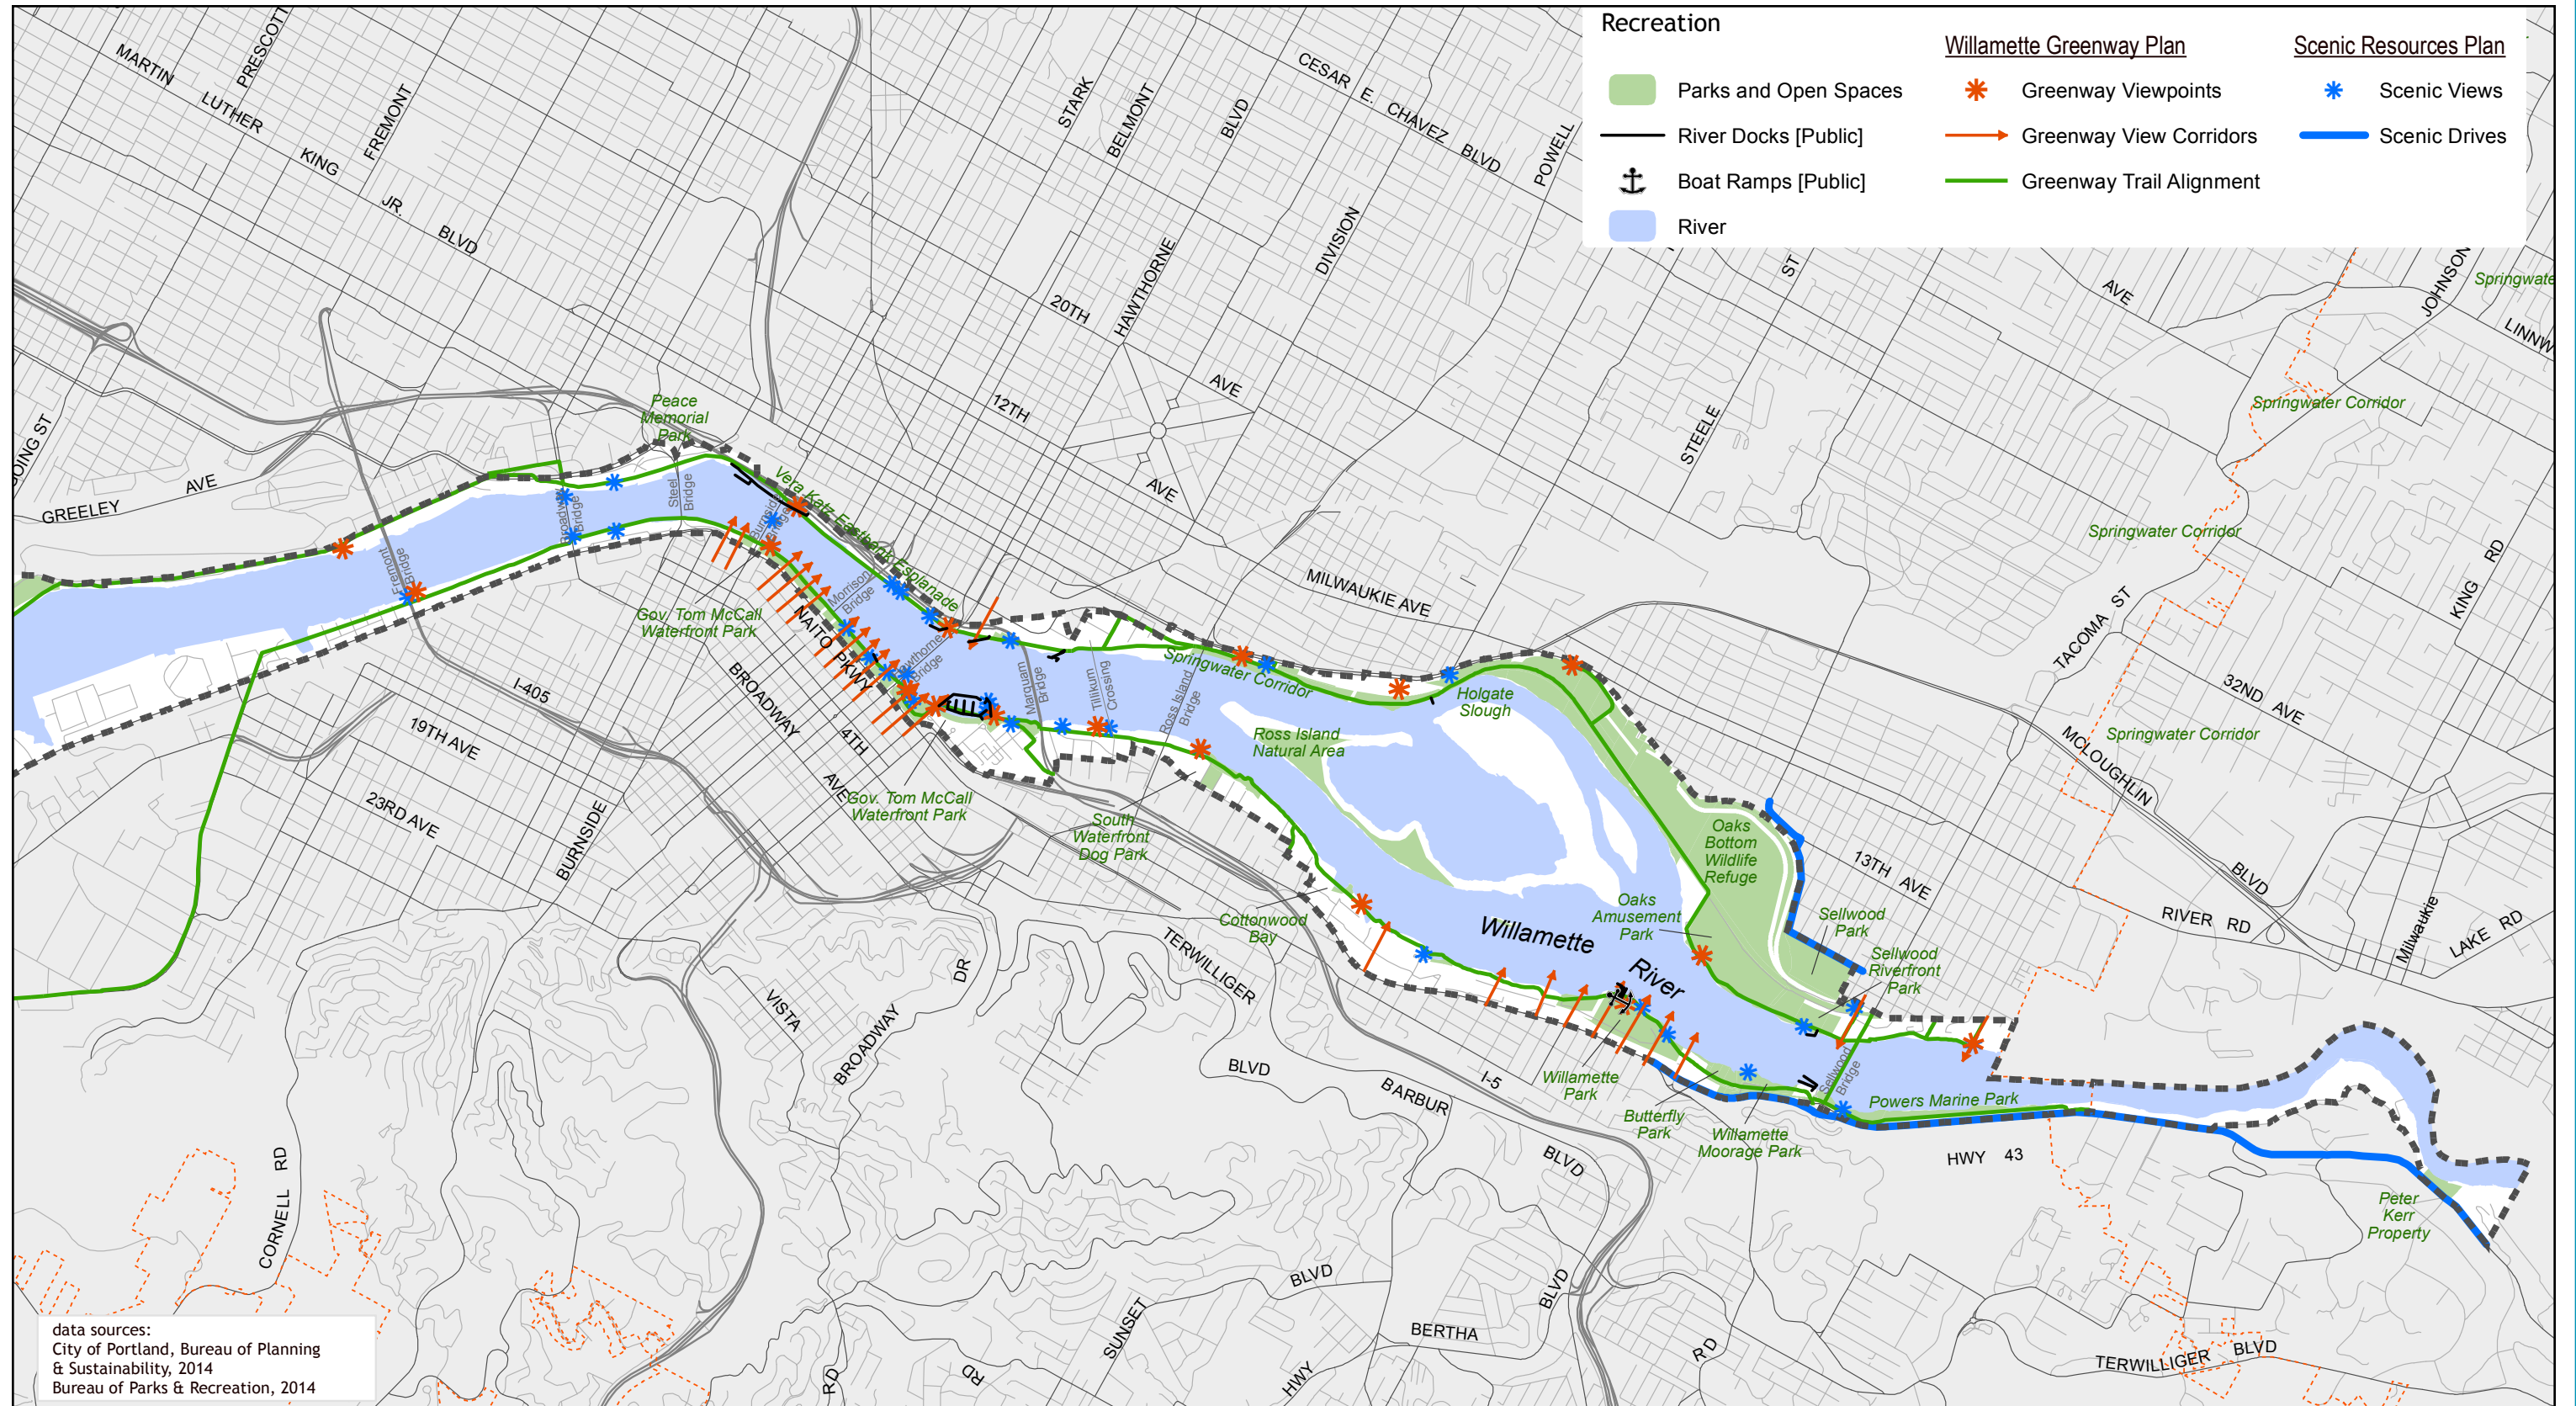 Recreation
Willamette Greenway Plan
Scenic Resources Plan
Parks and Open Spaces
Greenway Viewpoints
Scenic Views
River Docks [Public]
Greenway View Corridors
Scenic Drives
Boat Ramps [Public]
Greenway Trail Alignment
River
MARTIN
LUTHER
KING
JR.
BLVD
PRESCOTT
FREMONT
STARK
BELMONT
BLVD
HAWTHORNE
CESAR E. CHAVEZ BLVD
POWELL
DIVISION
20TH
AVE
12TH
AVE
STEELE
ST
AVE
JOHNSON
Springwate
LINNW
Springwater Corridor
Springwater Corridor
Springwater Corridor
KING RD
TACOMA ST
32ND AVE
MCLOUGHLIN
BLVD
RIVER RD
LAKE RD
Milwaukie
13TH AVE
MILWAUKIE AVE
GREELEY AVE
Peace
Memorial
Park
Vera Katz Eastbank Esplanade
Fremont
Bridge
Broadway
Bridge
Steel
Bridge
Burnside
Bridge
Morrison
Bridge
Hawthorne
Bridge
Marquam
Bridge
Tilikum
Crossing
Ross Island
Bridge
Sellwood
Bridge
Gov. Tom McCall
Waterfront Park
NAITO PKWY
BROADWAY
4TH
AVE
Gov. Tom McCall
Waterfront Park
I-405
19TH AVE
23RD AVE
BURNSIDE
Springwater Corridor
Holgate
Slough
Ross Island
Natural Area
South
Waterfront
Dog Park
Cottonwood
Bay
Willamette
River
Oaks
Bottom
Wildlife
Refuge
Oaks
Amusement
Park
Sellwood
Park
Sellwood
Riverfront
Park
Willamette
Park
Butterfly
Park
Willamette
Moorage Park
Powers Marine Park
HWY 43
Peter
Kerr
Property
TERWILLIGER
BLVD
BARBUR
BLVD
I-5
VISTA
BROADWAY
DR
CORNELL RD
RD
RD
SUNSET
BLVD
HWY
BERTHA
BLVD
RD
TERWILLIGER BLVD
data sources:
City of Portland, Bureau of Planning
& Sustainability, 2014
Bureau of Parks & Recreation, 2014